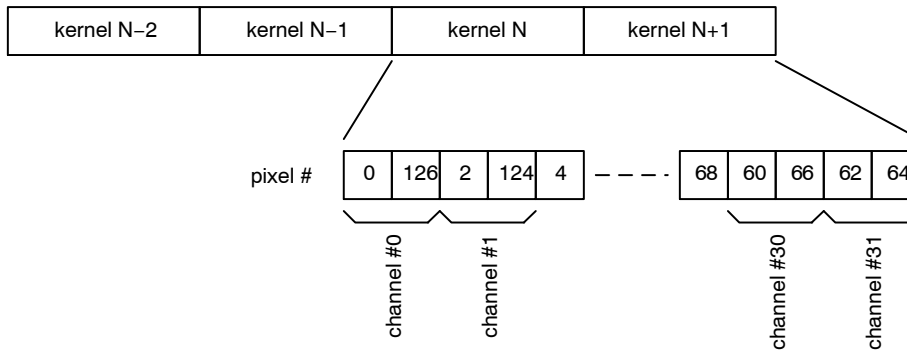 kernel N−2 kernel N−1 kernel N kernel N+1
pixel # 0 126 2 124 4 68 60 66 62 64
channel #0
channel #1
channel #30
channel #31